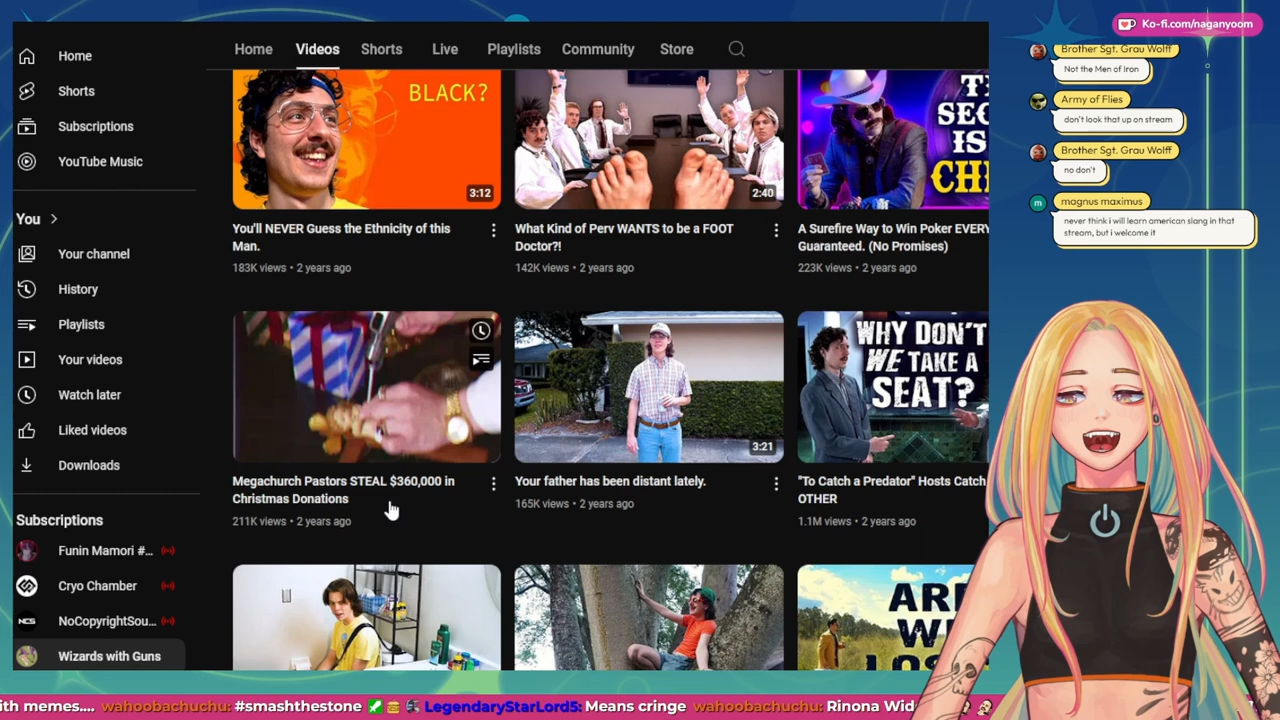 Home
Shorts
Subscriptions
YouTube Music
You
Your channel
History
Playlists
Your videos
Watch later
Liked videos
Downloads
Subscriptions
Funin Mamori #...
Cryo Chamber
NoCopyrightSou...
NCS
Wizards with Guns
Home Videos Shorts Live Playlists Community Store
BLACK?
3:12
You'll NEVER Guess the Ethnicity of this
Man.
183K views • 2 years ago
2:40
What Kind of Perv WANTS to be a FOOT
Doctor?!
142K views • 2 years ago
SEC
IS
CH
A Surefire Way to Win Poker EVERY
Guaranteed. (No Promises)
223K views • 2 years ago
Megachurch Pastors STEAL $360,000 in
Christmas Donations
211K views • 2 years ago
3:21
Your father has been distant lately.
165K views • 2 years ago
WHY DON'T
WE TAKE A
SEAT?
"To Catch a Predator" Hosts Catch
OTHER
1.1M views • 2 years ago
Ko-fi.com/naganyoom
Brother Sgt. Grau Wolff
Not the Men of Iron
Army of Flies
don't look that up on stream
Brother Sgt. Grau Wolff
no don't
m
magnus maximus
never think i will learn american slang in that
stream, but i welcome it
ith memes.... wahoobachuchu: #smashthestone LegendaryStarLord5: Means cringe wahoobachuchu: Rinona Wid